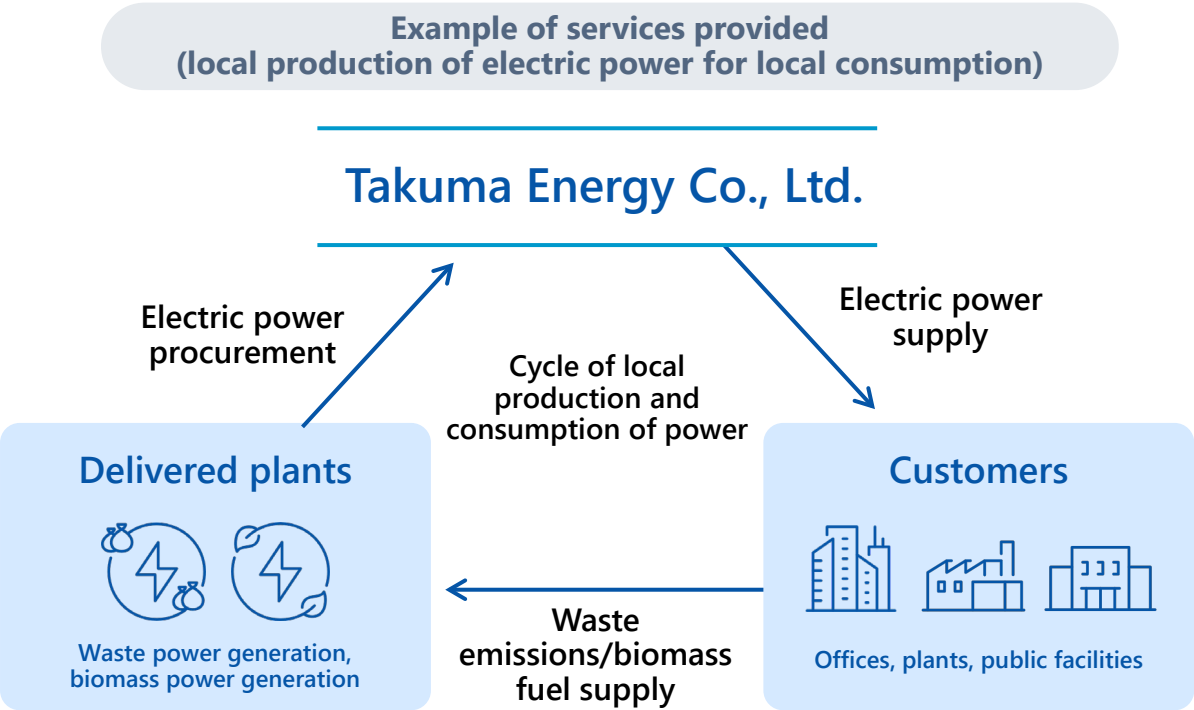 Example of services provided
(local production of electric power for local consumption)
Takuma Energy Co., Ltd.
Electric power
procurement
Electric power
supply
Cycle of local
production and
consumption of power
Delivered plants
Waste power generation,
biomass power generation
Customers
Offices, plants, public facilities
Waste
emissions/biomass
fuel supply